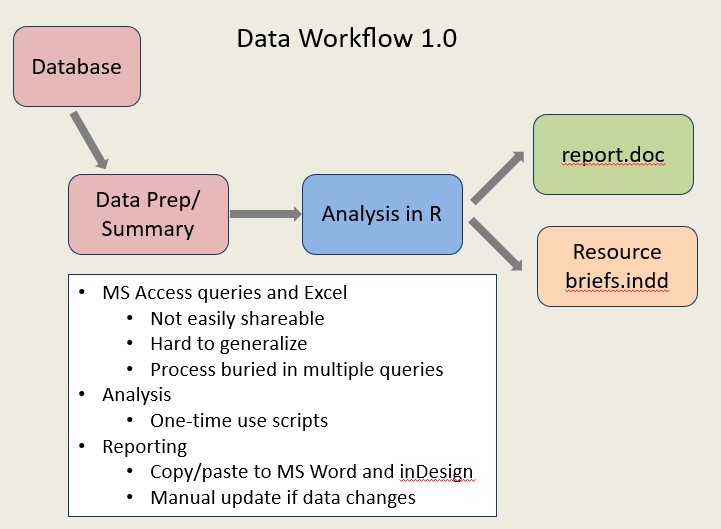 Data Workflow 1.0
Database
Data Prep/
Summary
Analysis in R
report.doc
Resource
briefs.indd
• MS Access queries and Excel
• Not easily shareable
• Hard to generalize
• Process buried in multiple queries
• Analysis
• One-time use scripts
• Reporting
• Copy/paste to MS Word and inDesign
• Manual update if data changes